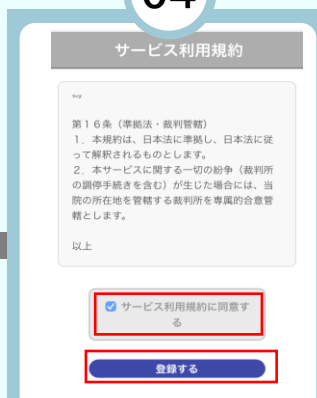 04
サービス利用規約
第16条（準拠法・裁判管轄）
1．本規約は、日本法に準拠し、日本法に従
って解釈されるものとします。
2．本サービスに関する一切の紛争（裁判所
の調停手続きを含む）が生じた場合には、当
院の所在地を管轄する裁判所を専属的合意管
轄とします。
以上
サービス利用規約に同意す
る
登録する